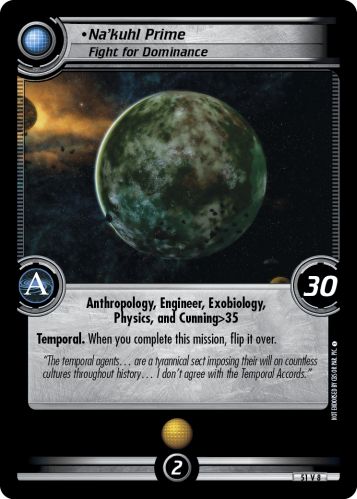 •Na'kuhl Prime
Fight for Dominance
A
30
Anthropology, Engineer, Exobiology,
Physics, and Cunning>35
Temporal. When you complete this mission, flip it over.
"The temporal agents… are a tyrannical sect imposing their will on countless
cultures throughout history… I don't agree with the Temporal Accords."
2
51 V 8